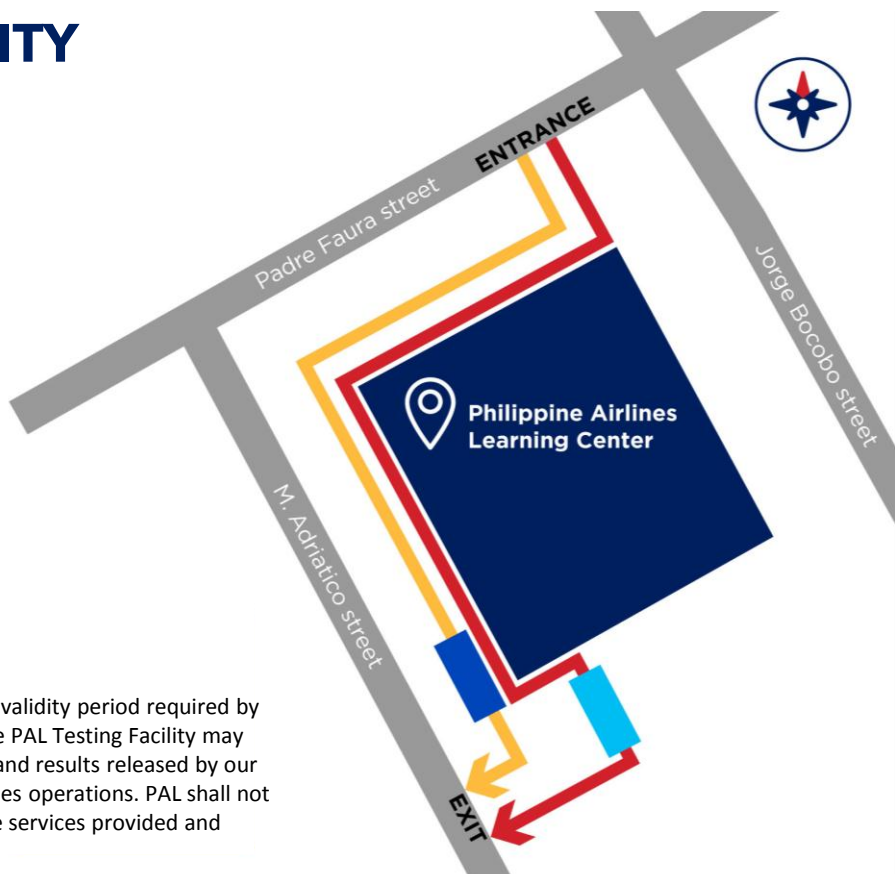 ITY
ENTRANCE
Padre Faura street
Jorge Bocobo street
Philippine Airlines
Learning Center
M. Adriatico street
validity period required by
e PAL Testing Facility may
and results released by our
es operations. PAL shall not
e services provided and
EXIT